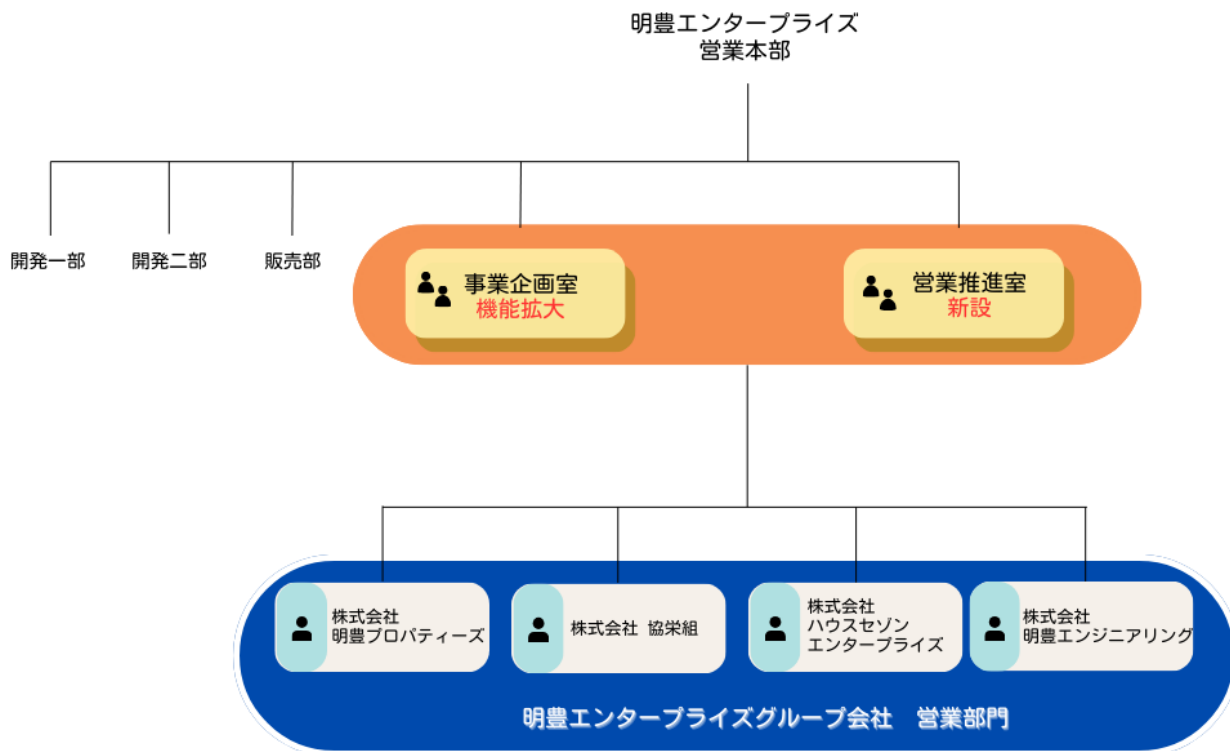 明豊エンタープライズ
営業本部
開発一部
開発二部
販売部
事業企画室
機能拡大
営業推進室
新設
株式会社
明豊プロパティーズ
株式会社 協栄組
株式会社
ハウスセゾン
エンタープライズ
株式会社
明豊エンジニアリング
明豊エンタープライズグループ会社　営業部門